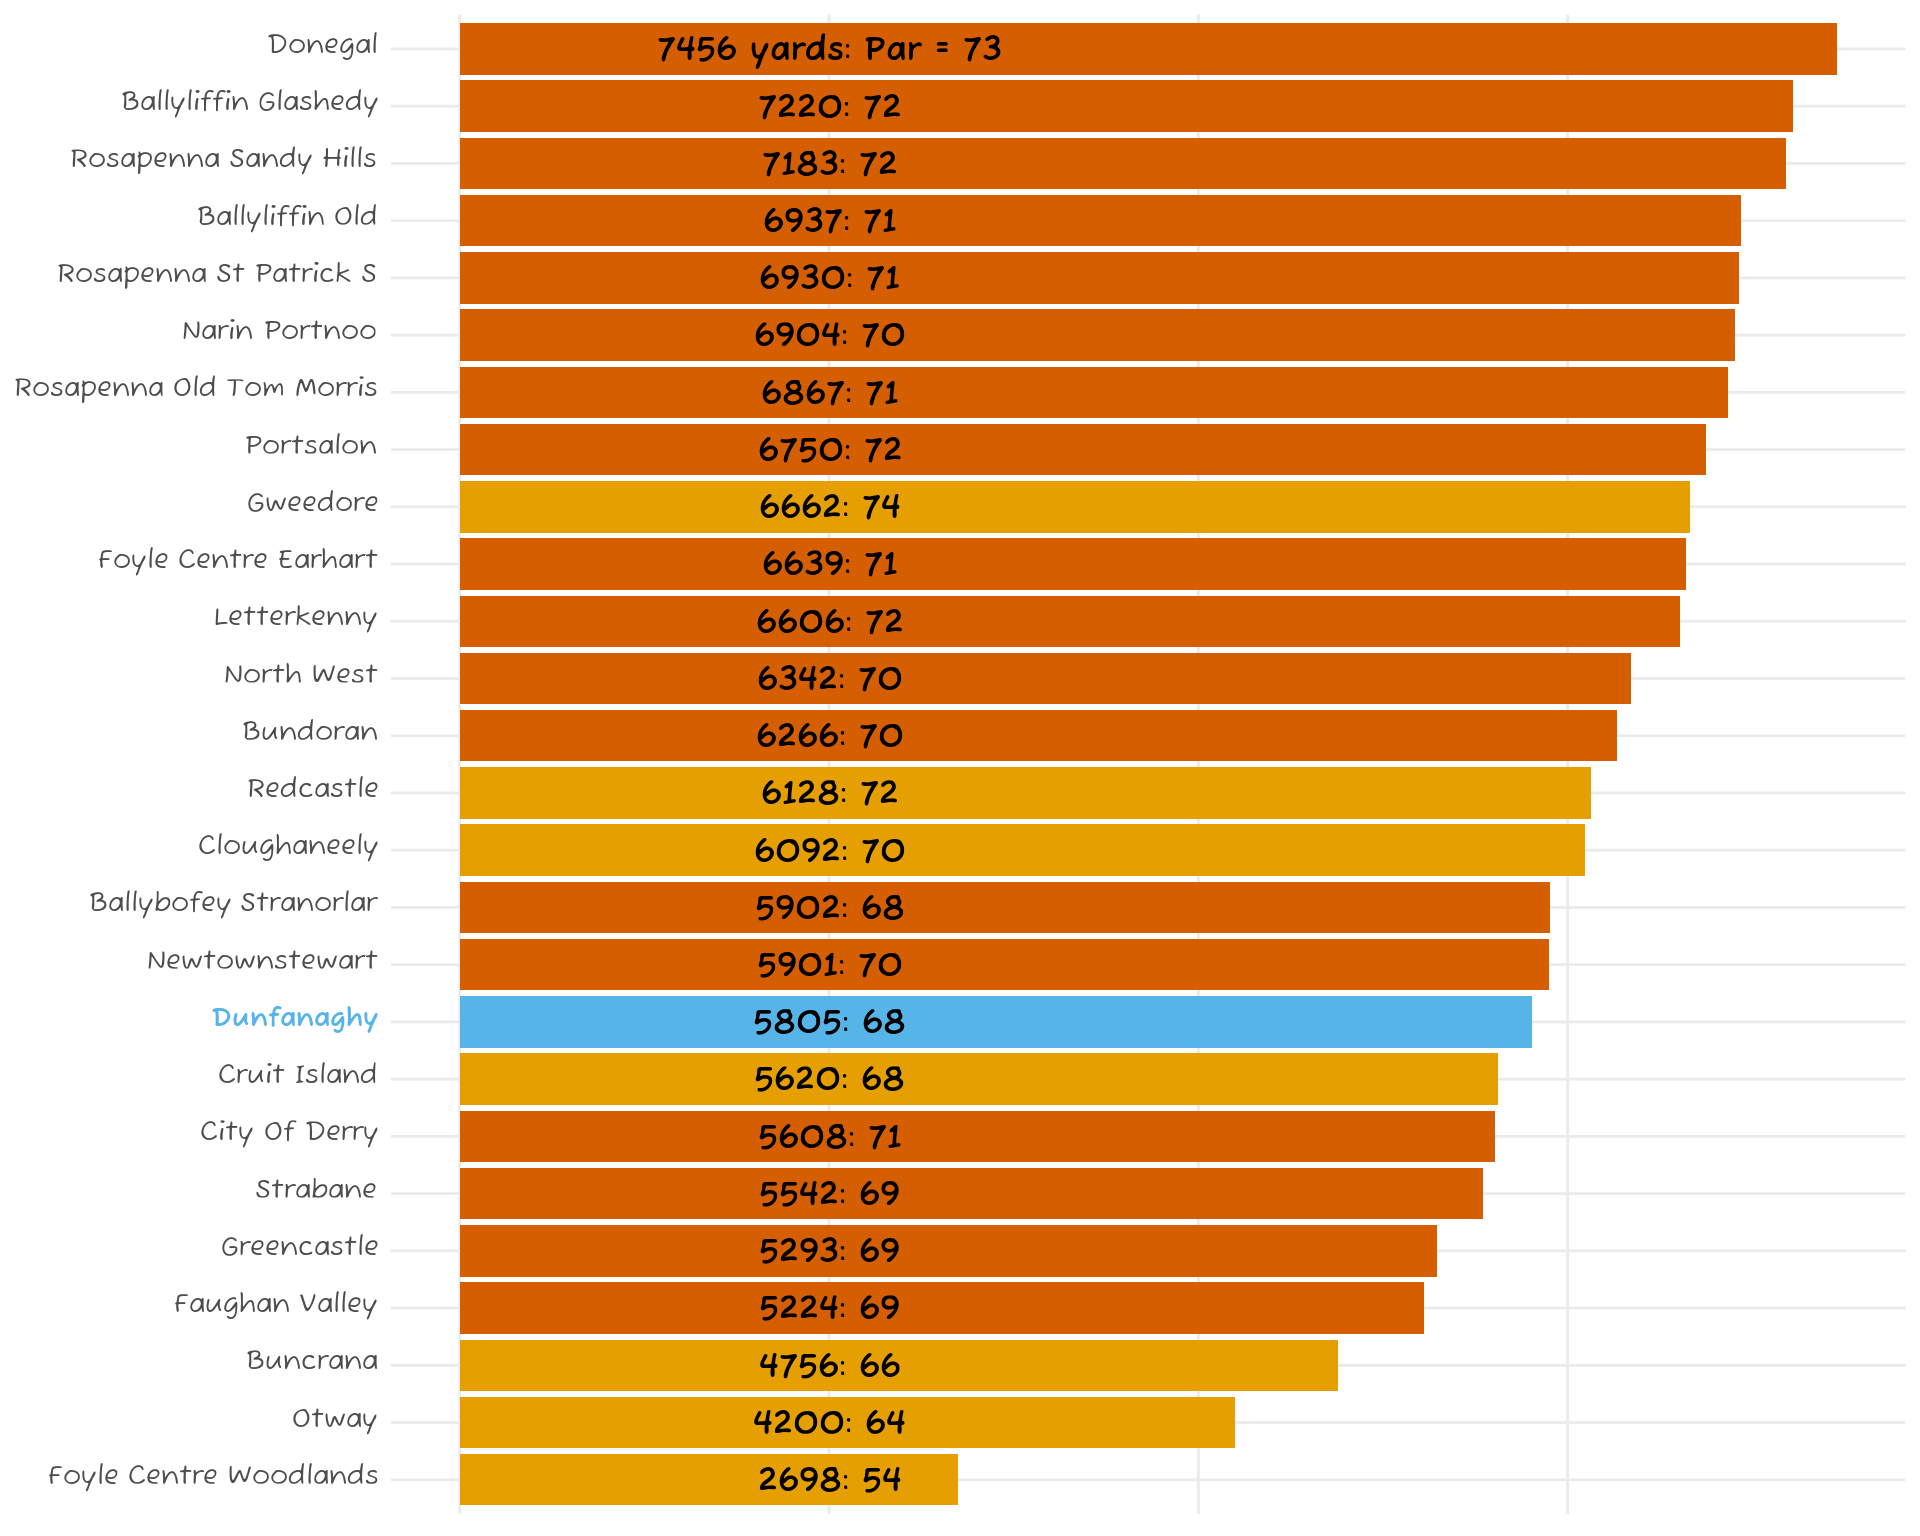 Donegal 7456 yards: Par = 73
Ballyliffin Glashedy 7220: 72
Rosapenna Sandy Hills 7183: 72
Ballyliffin Old 6937: 71
Rosapenna St Patrick S 6930: 71
Narin Portnoo 6904: 70
Rosapenna Old Tom Morris 6867: 71
Portsalon 6750: 72
Gweedore 6662: 74
Foyle Centre Earhart 6639: 71
Letterkenny 6606: 72
North West 6342: 70
Bundoran 6266: 70
Redcastle 6128: 72
Cloughaneely 6092: 70
Ballybofey Stranorlar 5902: 68
Newtownstewart 5901: 70
Dunfanaghy 5805: 68
Cruit Island 5620: 68
City Of Derry 5608: 71
Strabane 5542: 69
Greencastle 5293: 69
Faughan Valley 5224: 69
Buncrana 4756: 66
Otway 4200: 64
Foyle Centre Woodlands 2698: 54